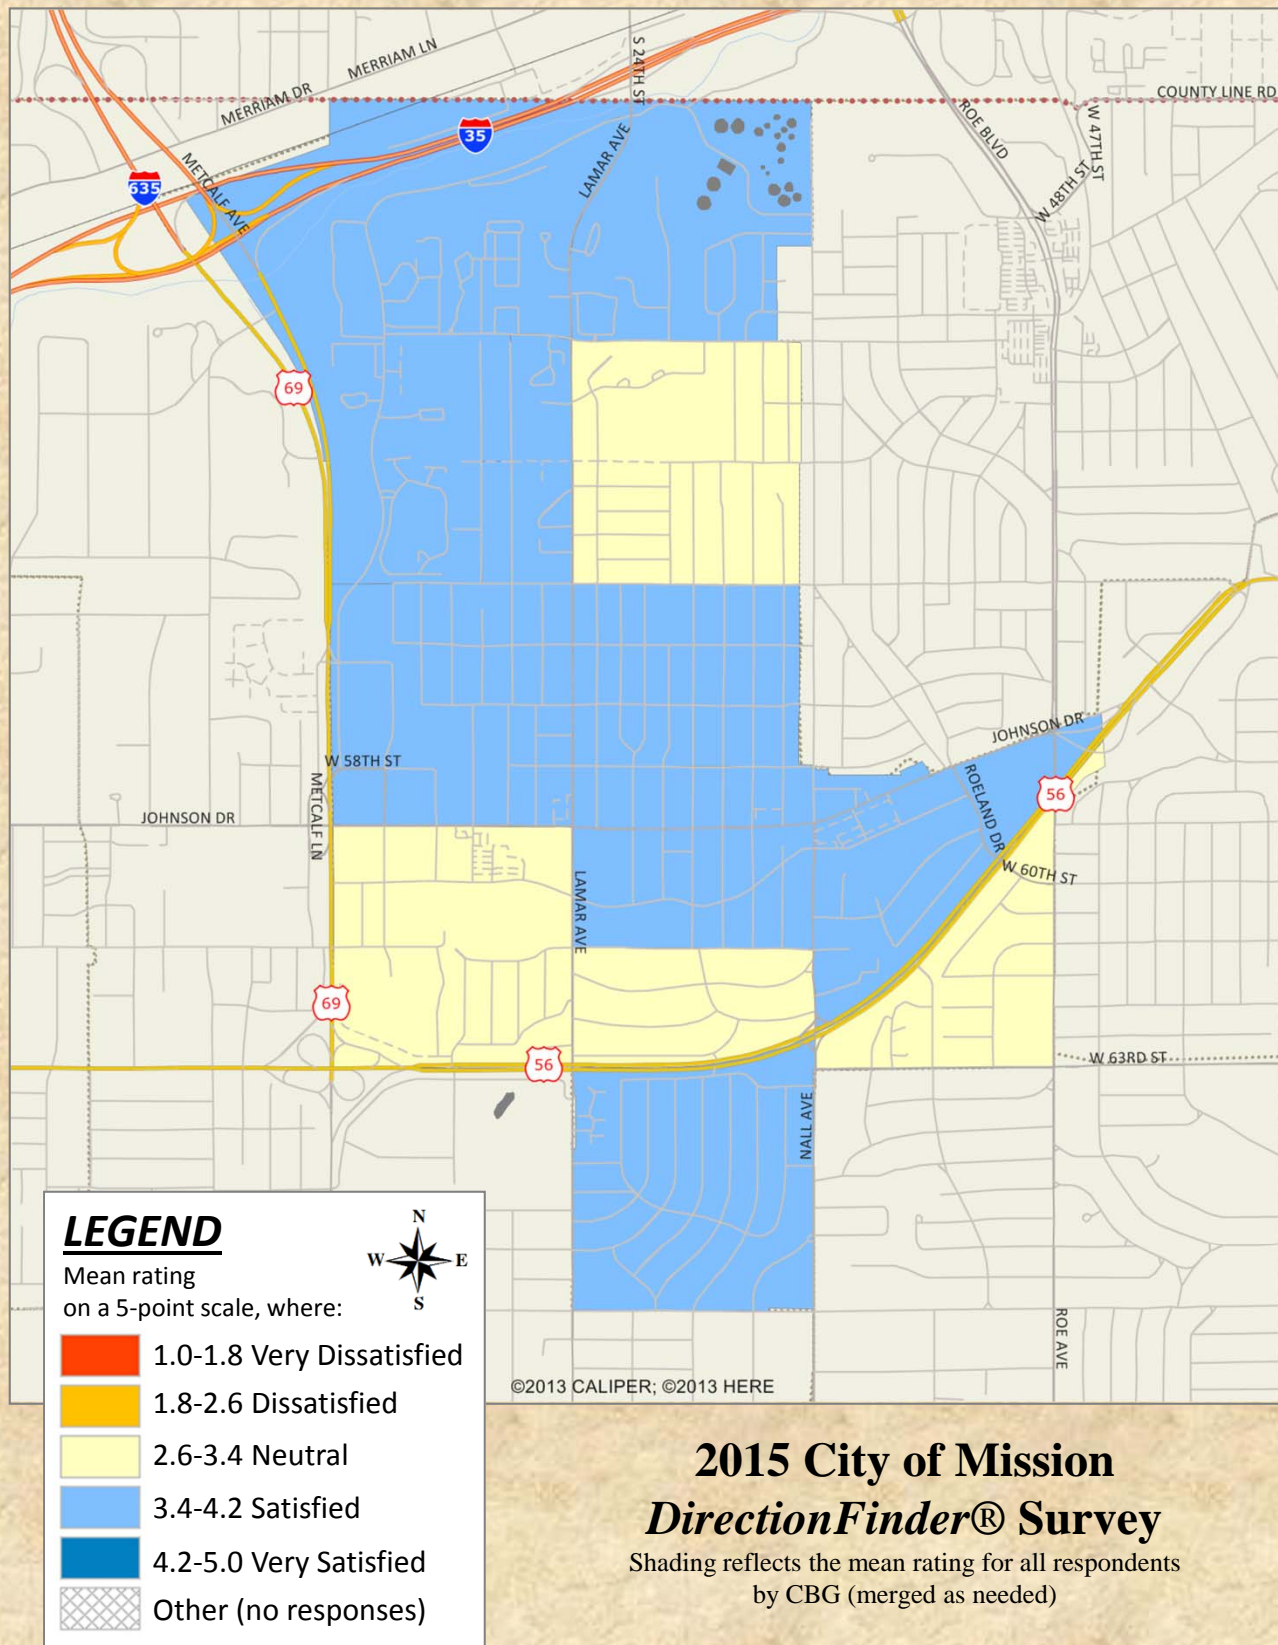 MERRIAM LN
S 24TH ST
MERRIAM DR
COUNTY LINE RD
35
ROE BLVD
W 47TH ST
METCALF AVE
635
LAMAR AVE
W 48TH ST
69
JOHNSON DR
W 58TH ST
ROELAND DR
56
METCALF LN
JOHNSON DR
W 60TH ST
LAMAR AVE
69
56
W 63RD ST
NALL AVE
ROE AVE
©2013 CALIPER; ©2013 HERE
LEGEND
N
W E
S
Mean rating
on a 5-point scale, where:
1.0-1.8 Very Dissatisfied
1.8-2.6 Dissatisfied
2.6-3.4 Neutral
3.4-4.2 Satisfied
4.2-5.0 Very Satisfied
Other (no responses)
2015 City of Mission
DirectionFinder® Survey
Shading reflects the mean rating for all respondents
by CBG (merged as needed)